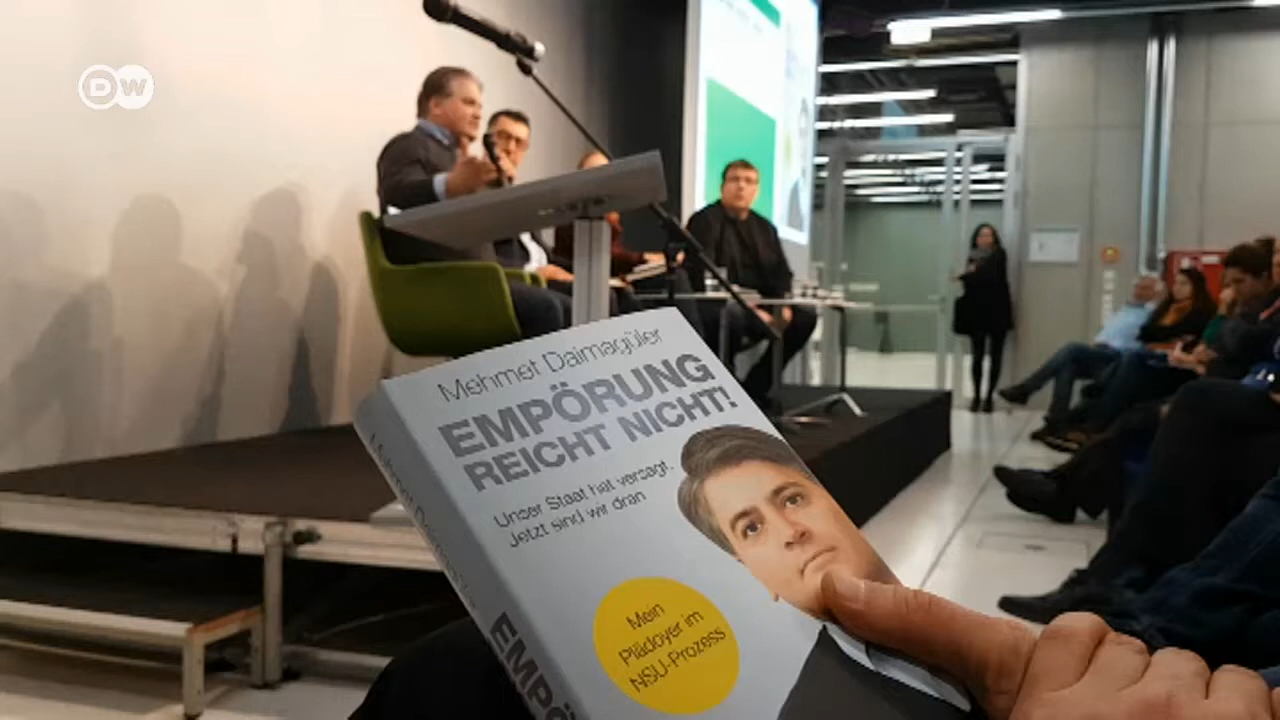 DW
Mehmet Daimagüler
EMPÖRUNG
REICHT NICHT!
Unser Staat hat versagt.
Jetzt sind wir dran
Mein
Plädoyer im
NSU-Prozess
EMPÖ